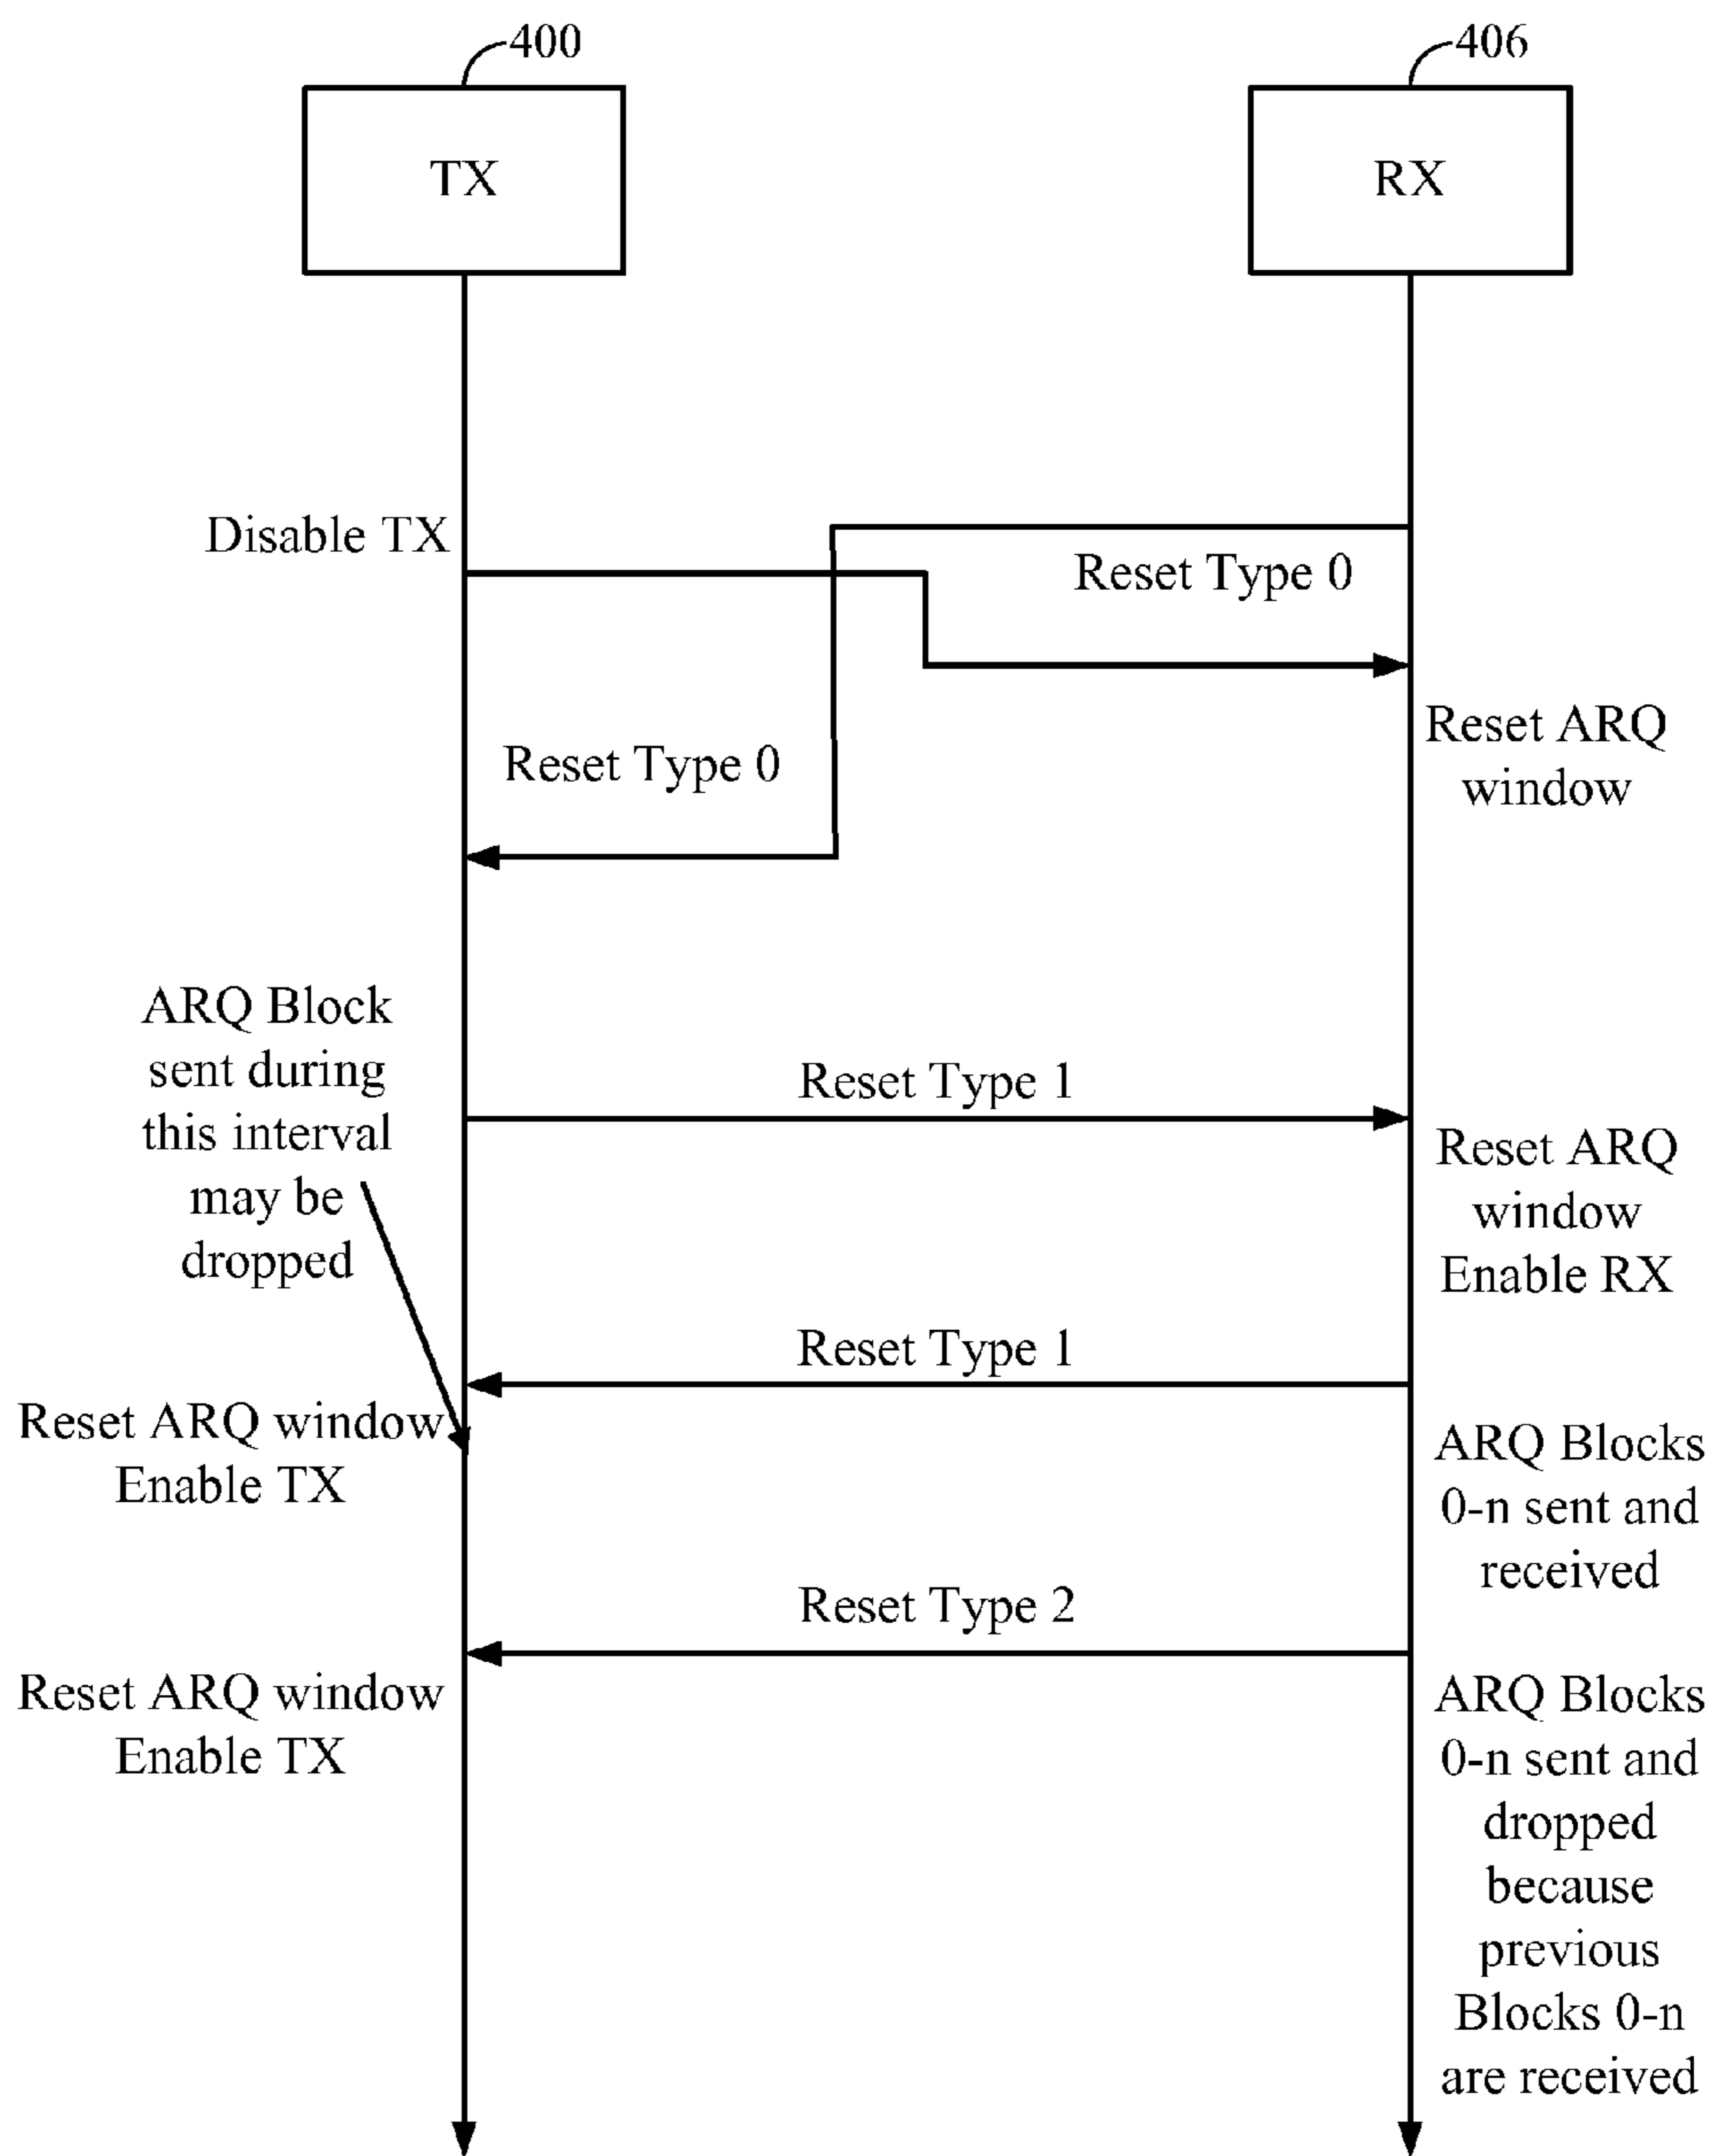 400
406
TX
RX
Disable TX
Reset Type 0
Reset ARQ
window
Reset Type 0
ARQ Block
sent during
this interval
may be
dropped
Reset Type 1
Reset ARQ
window
Enable RX
Reset Type 1
Reset ARQ window
Enable TX
ARQ Blocks
0-n sent and
received
Reset Type 2
Reset ARQ window
Enable TX
ARQ Blocks
0-n sent and
dropped
because
previous
Blocks 0-n
are received